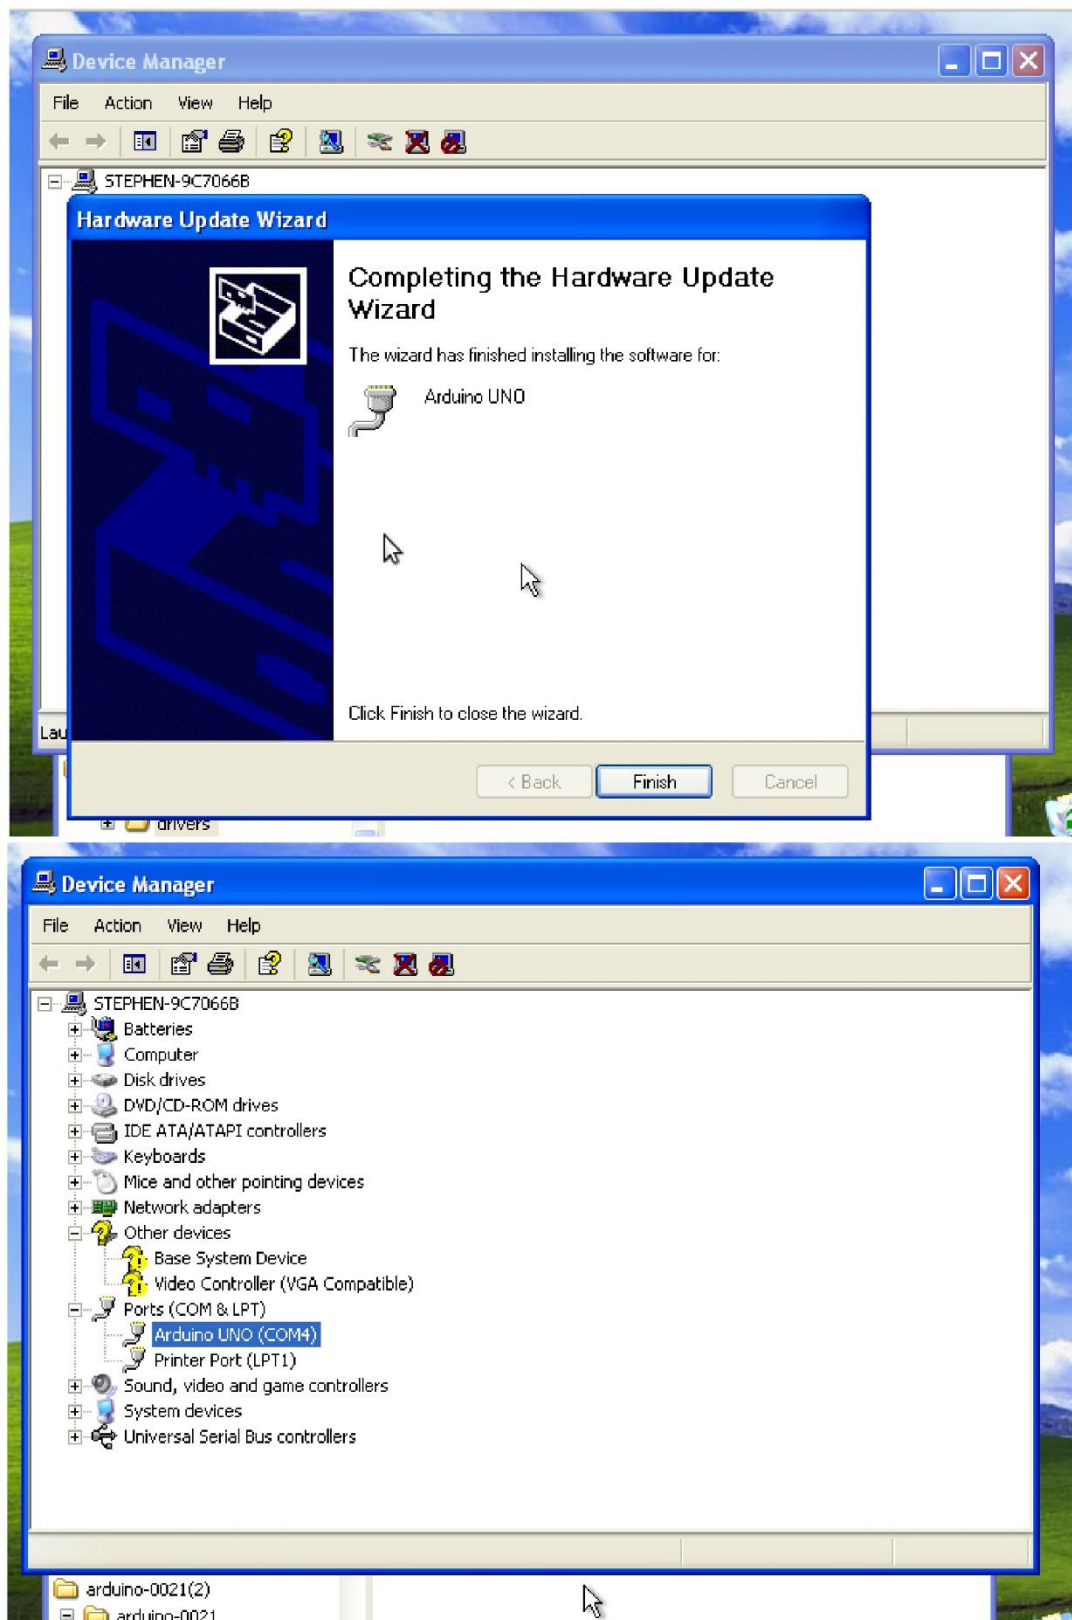 Device Manager
File Action View Help
STEPHEN-9C7066B
Hardware Update Wizard
Completing the Hardware Update
Wizard
The wizard has finished installing the software for:
Arduino UNO
Click Finish to close the wizard.
Lau
< Back Finish Cancel
drivers
Device Manager
File Action View Help
STEPHEN-9C7066B
Batteries
Computer
Disk drives
DVD/CD-ROM drives
IDE ATA/ATAPI controllers
Keyboards
Mice and other pointing devices
Network adapters
Other devices
Base System Device
Video Controller (VGA Compatible)
Ports (COM & LPT)
Arduino UNO (COM4)
Printer Port (LPT1)
Sound, video and game controllers
System devices
Universal Serial Bus controllers
arduino-0021(2)
arduino-0021